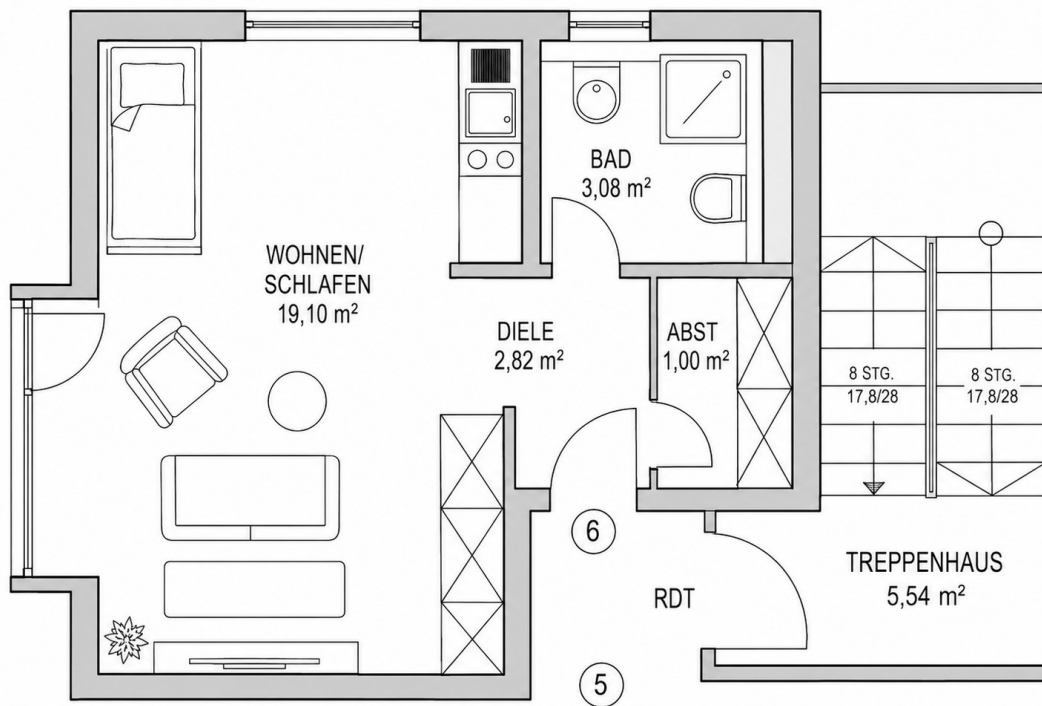 BAD
3,08 m²
WOHNEN/
SCHLAFEN
19,10 m²
DIELE
2,82 m²
ABST
1,00 m²
8 STG.
17,8/28
8 STG.
17,8/28
6
TREPPENHAUS
5,54 m²
RDT
5